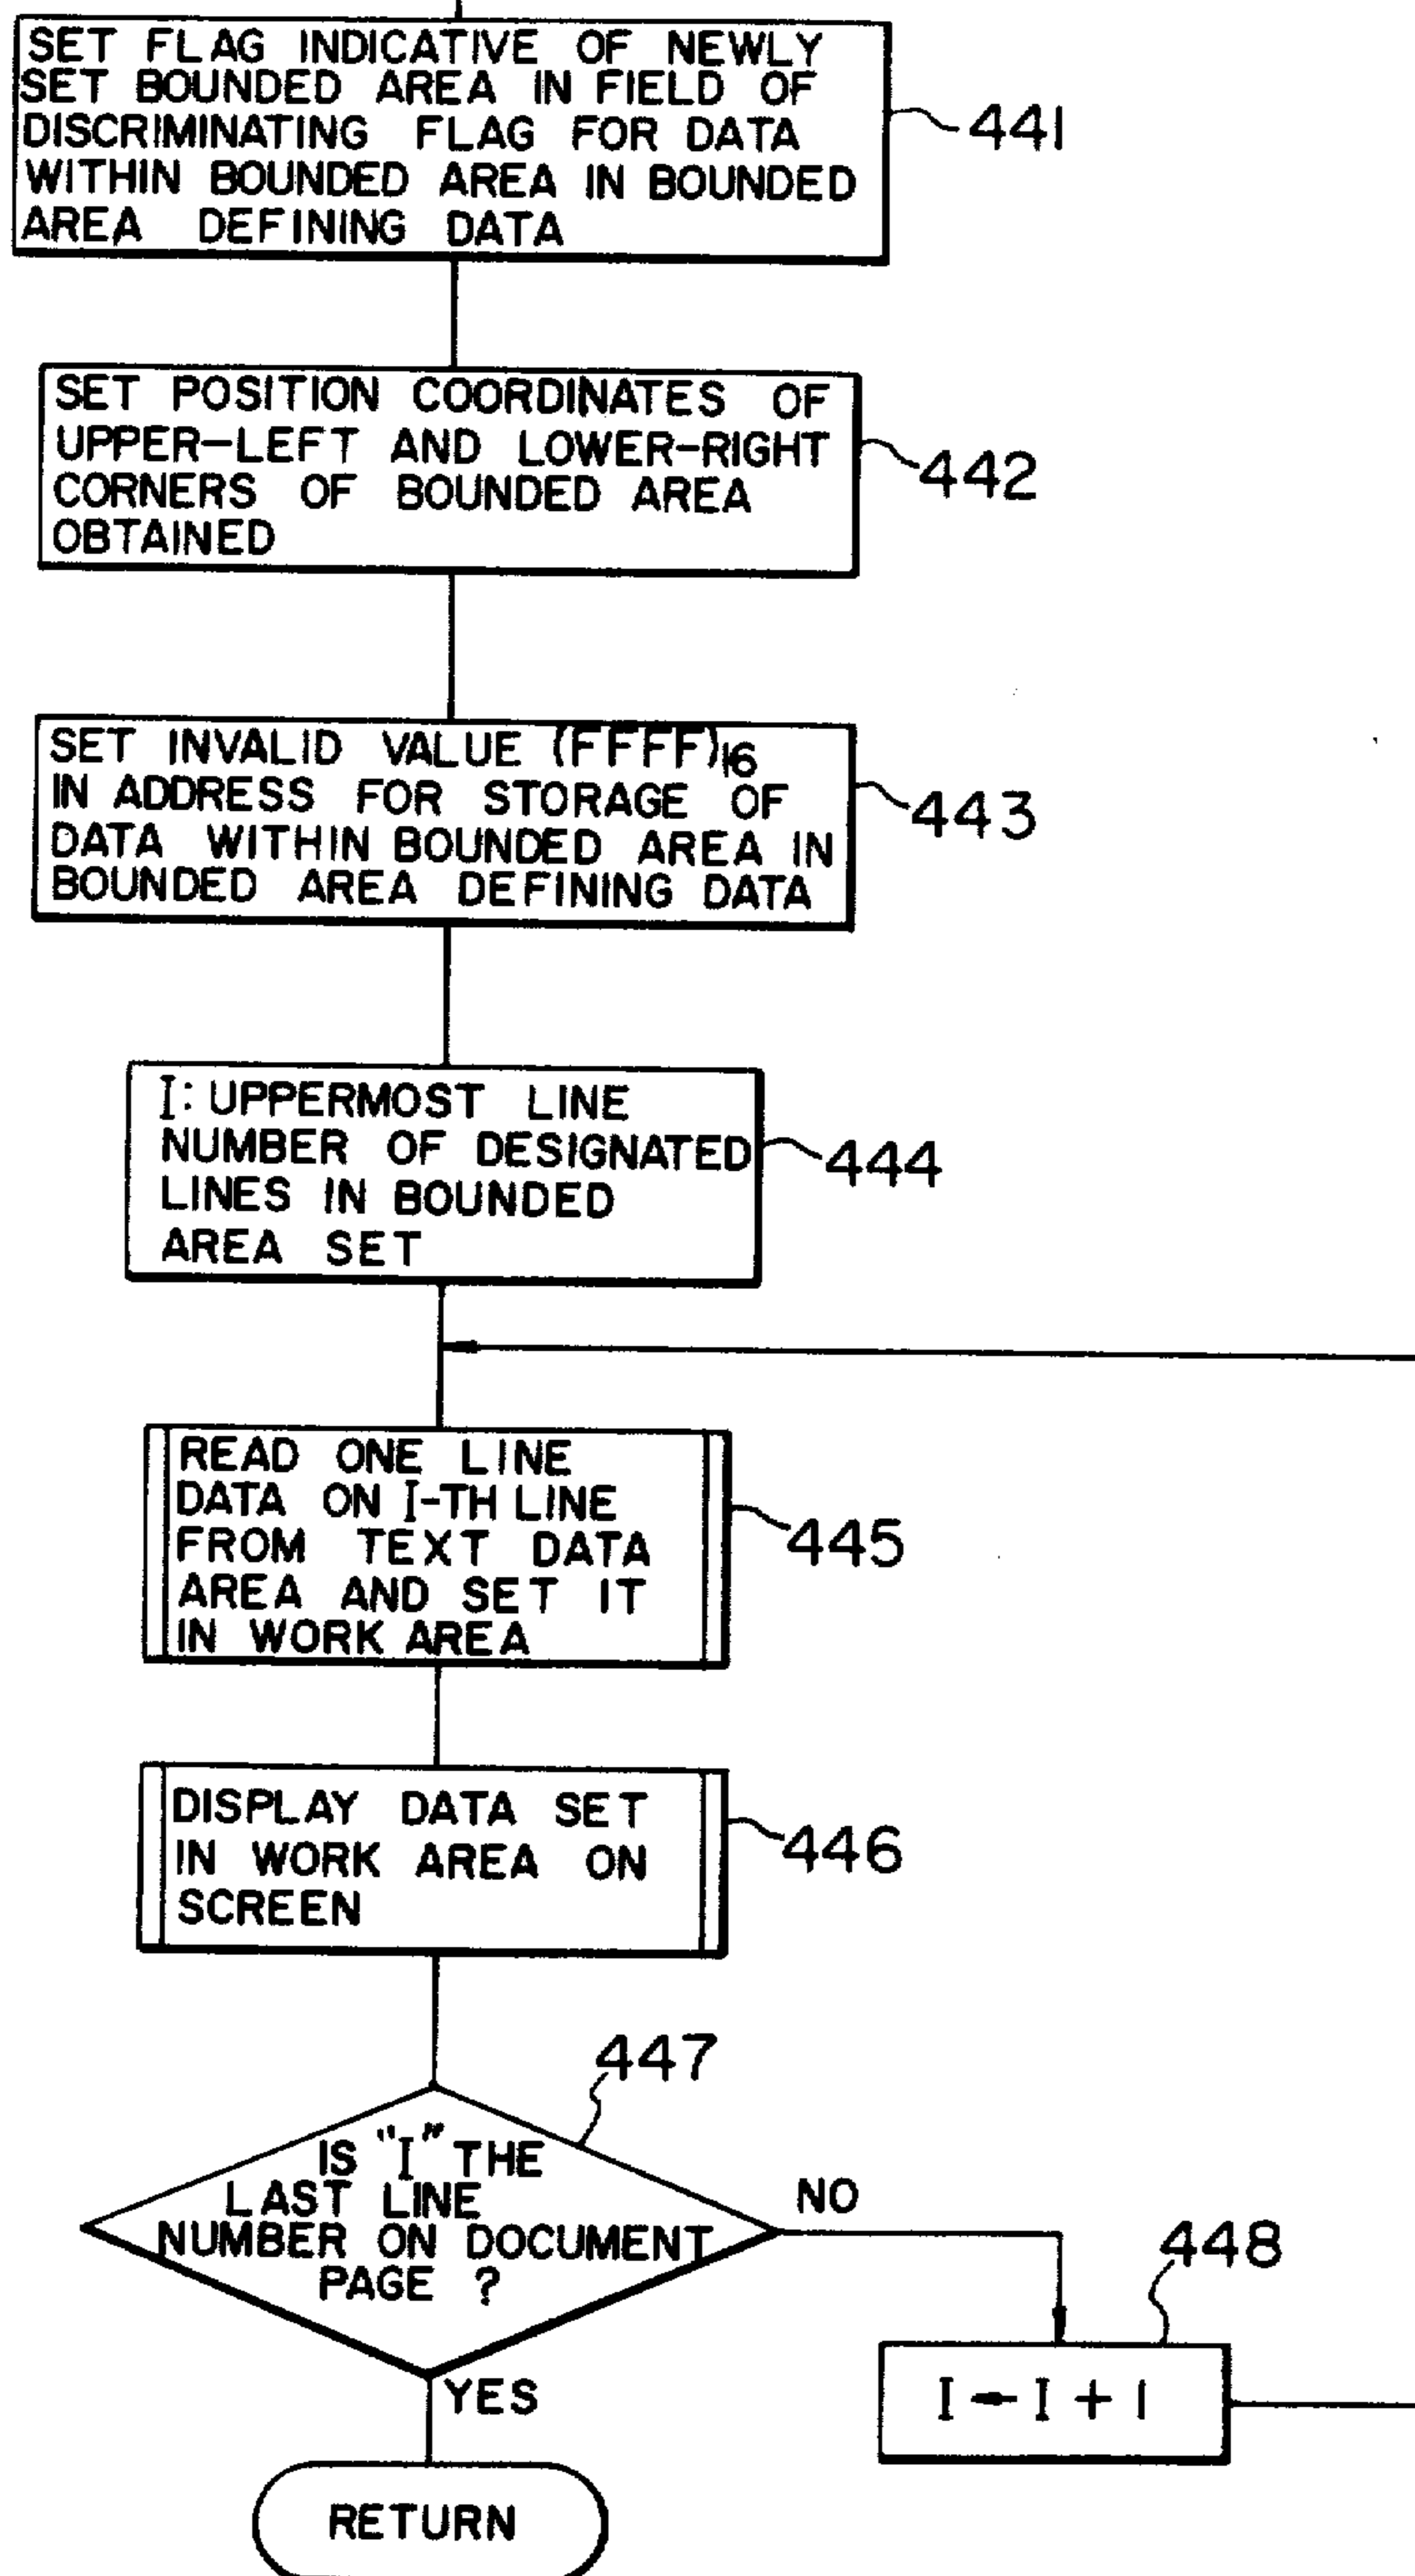 SET FLAG INDICATIVE OF NEWLY
SET BOUNDED AREA IN FIELD OF
DISCRIMINATING FLAG FOR DATA
WITHIN BOUNDED AREA IN BOUNDED
AREA DEFINING DATA
441
SET POSITION COORDINATES OF
UPPER-LEFT AND LOWER-RIGHT
CORNERS OF BOUNDED AREA
OBTAINED
442
SET INVALID VALUE (FFFF)16
IN ADDRESS FOR STORAGE OF
DATA WITHIN BOUNDED AREA IN
BOUNDED AREA DEFINING DATA
443
I: UPPERMOST LINE
NUMBER OF DESIGNATED
LINES IN BOUNDED
AREA SET
444
READ ONE LINE
DATA ON I-TH LINE
FROM TEXT DATA
AREA AND SET IT
IN WORK AREA
445
DISPLAY DATA SET
IN WORK AREA ON
SCREEN
446
447
IS "I" THE
LAST LINE
NUMBER ON DOCUMENT
PAGE ?
NO
448
I ← I + 1
YES
RETURN